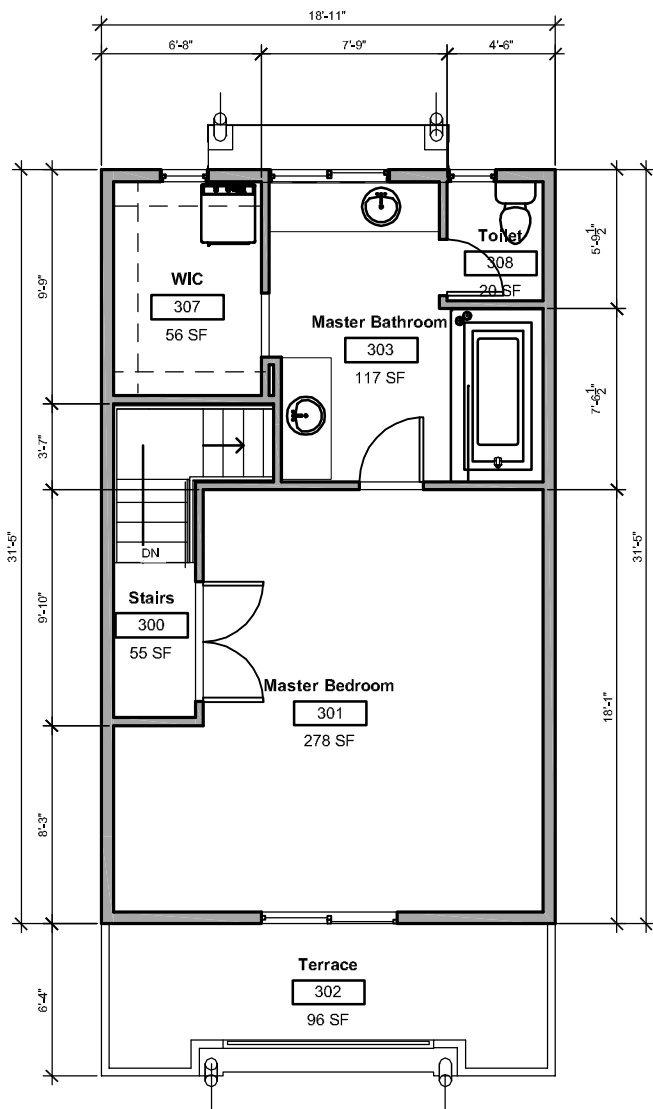 18'-11"
6'-8"
7'-9"
4'-6"
5'-9½"
Toilet
308
20 SF
9'-9"
WIC
307
56 SF
Master Bathroom
303
117 SF
7'-6½"
3'-7"
DN
31'-5"
31'-5"
9'-10"
Stairs
300
55 SF
Master Bedroom
301
278 SF
18'-1"
8'-3"
Terrace
302
96 SF
6'-4"